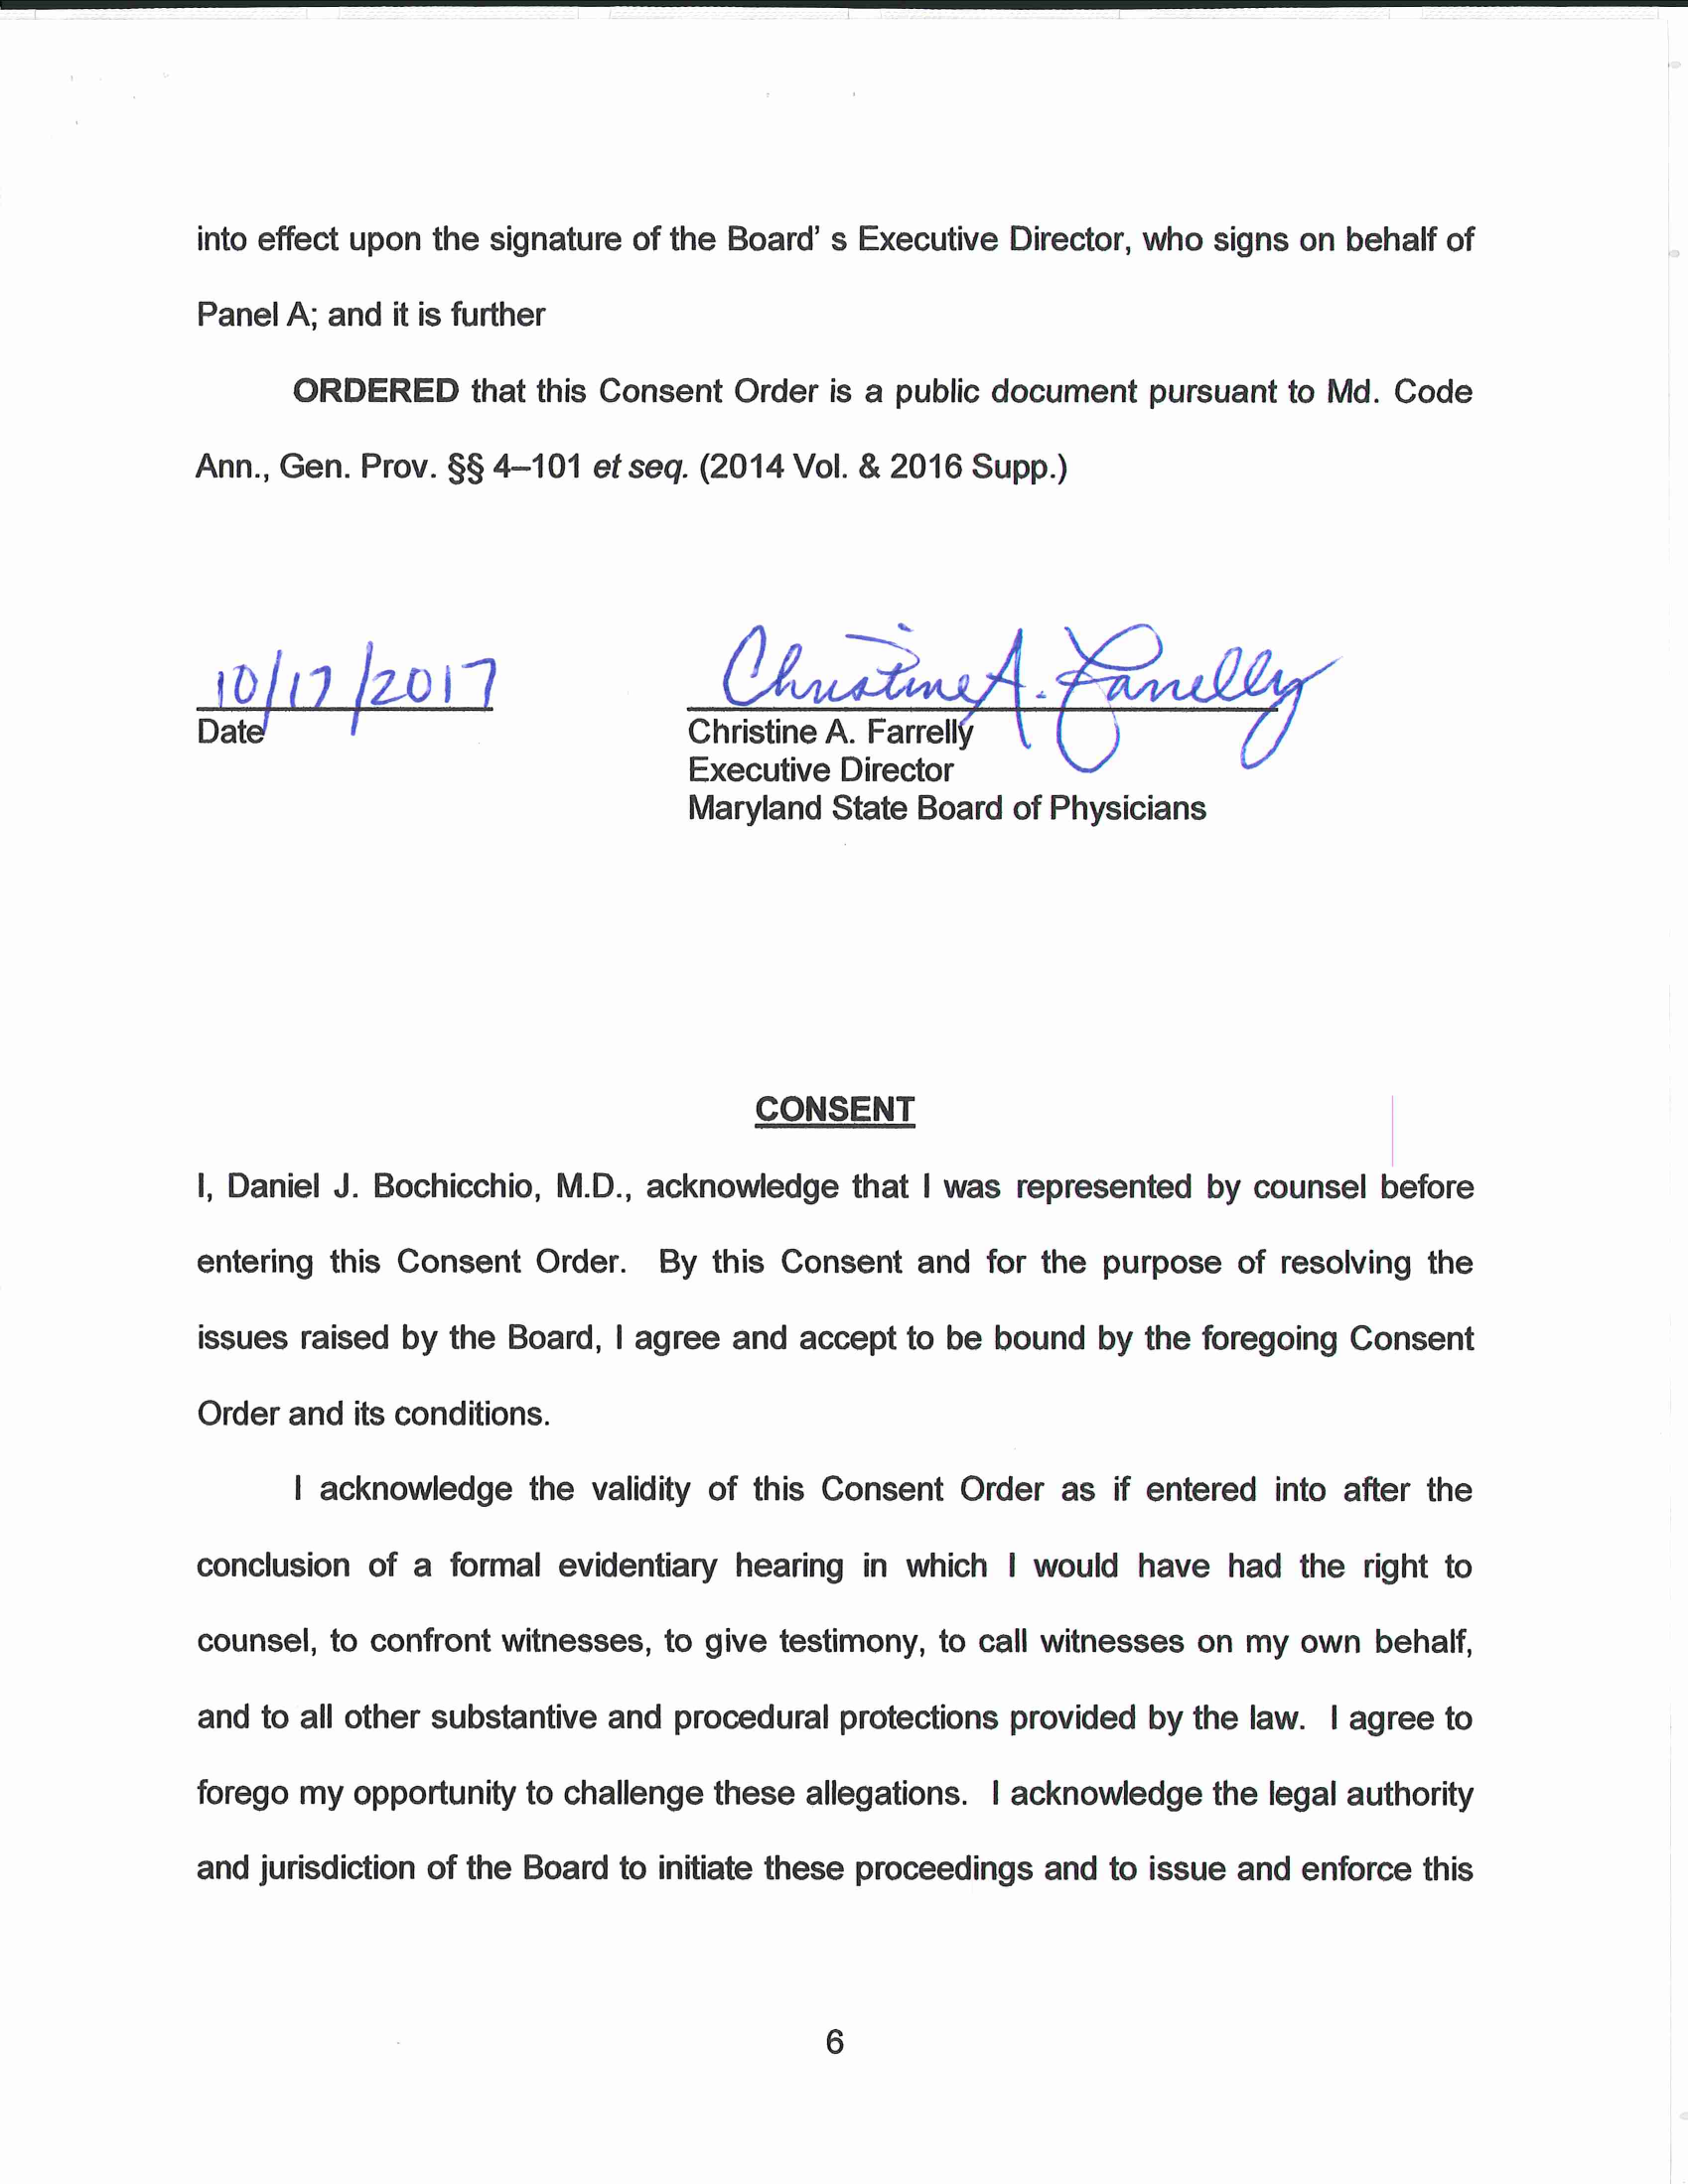 into effect upon the signature of the Board' s Executive Director, who signs on behalf of
Panel A; and it is further
ORDERED that this Consent Order is a public document pursuant to Md. Code
Ann., Gen. Prov. §§ 4–101 et seq. (2014 Vol. & 2016 Supp.)
10/17/2017
Christine A. Farrelly
Date
Christine A. Farrelly
Executive Director
Maryland State Board of Physicians
CONSENT
I, Daniel J. Bochicchio, M.D., acknowledge that I was represented by counsel before
entering this Consent Order. By this Consent and for the purpose of resolving the
issues raised by the Board, I agree and accept to be bound by the foregoing Consent
Order and its conditions.
I acknowledge the validity of this Consent Order as if entered into after the
conclusion of a formal evidentiary hearing in which I would have had the right to
counsel, to confront witnesses, to give testimony, to call witnesses on my own behalf,
and to all other substantive and procedural protections provided by the law. I agree to
forego my opportunity to challenge these allegations. I acknowledge the legal authority
and jurisdiction of the Board to initiate these proceedings and to issue and enforce this
6